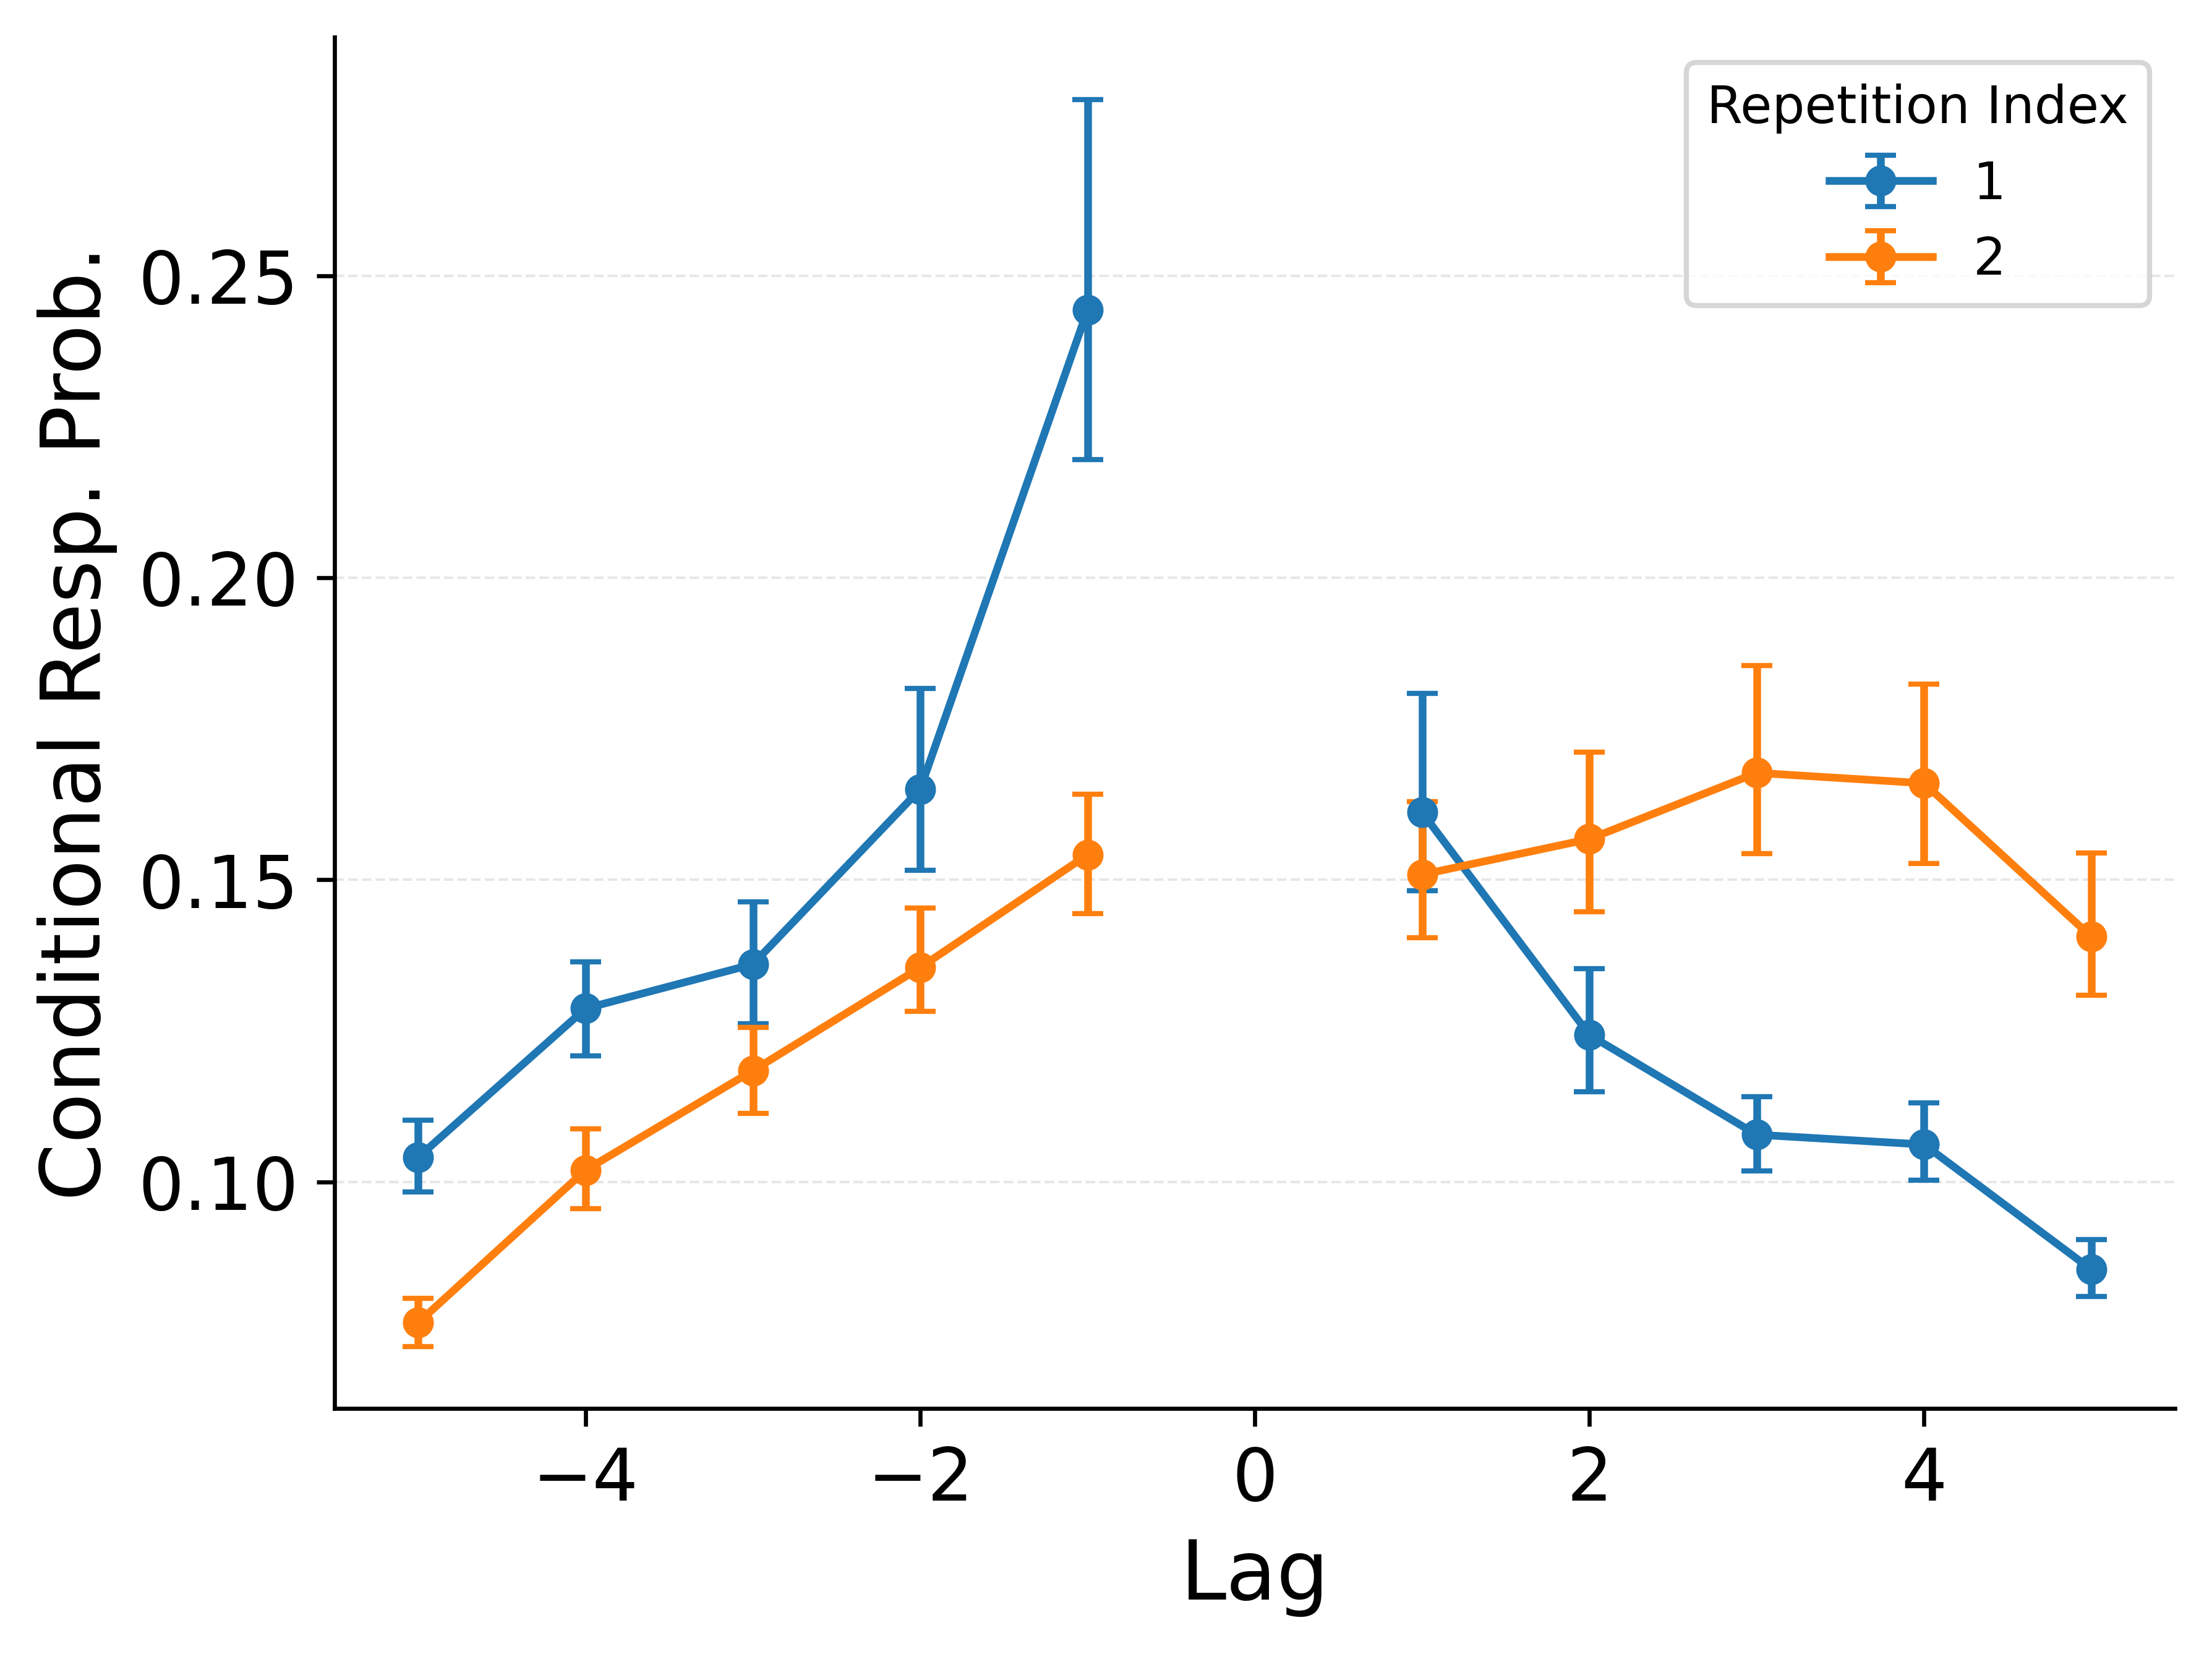 Repetition Index
1
2
Conditional Resp. Prob.
0.25
0.20
0.15
0.10
−4 −2 0 2 4
Lag